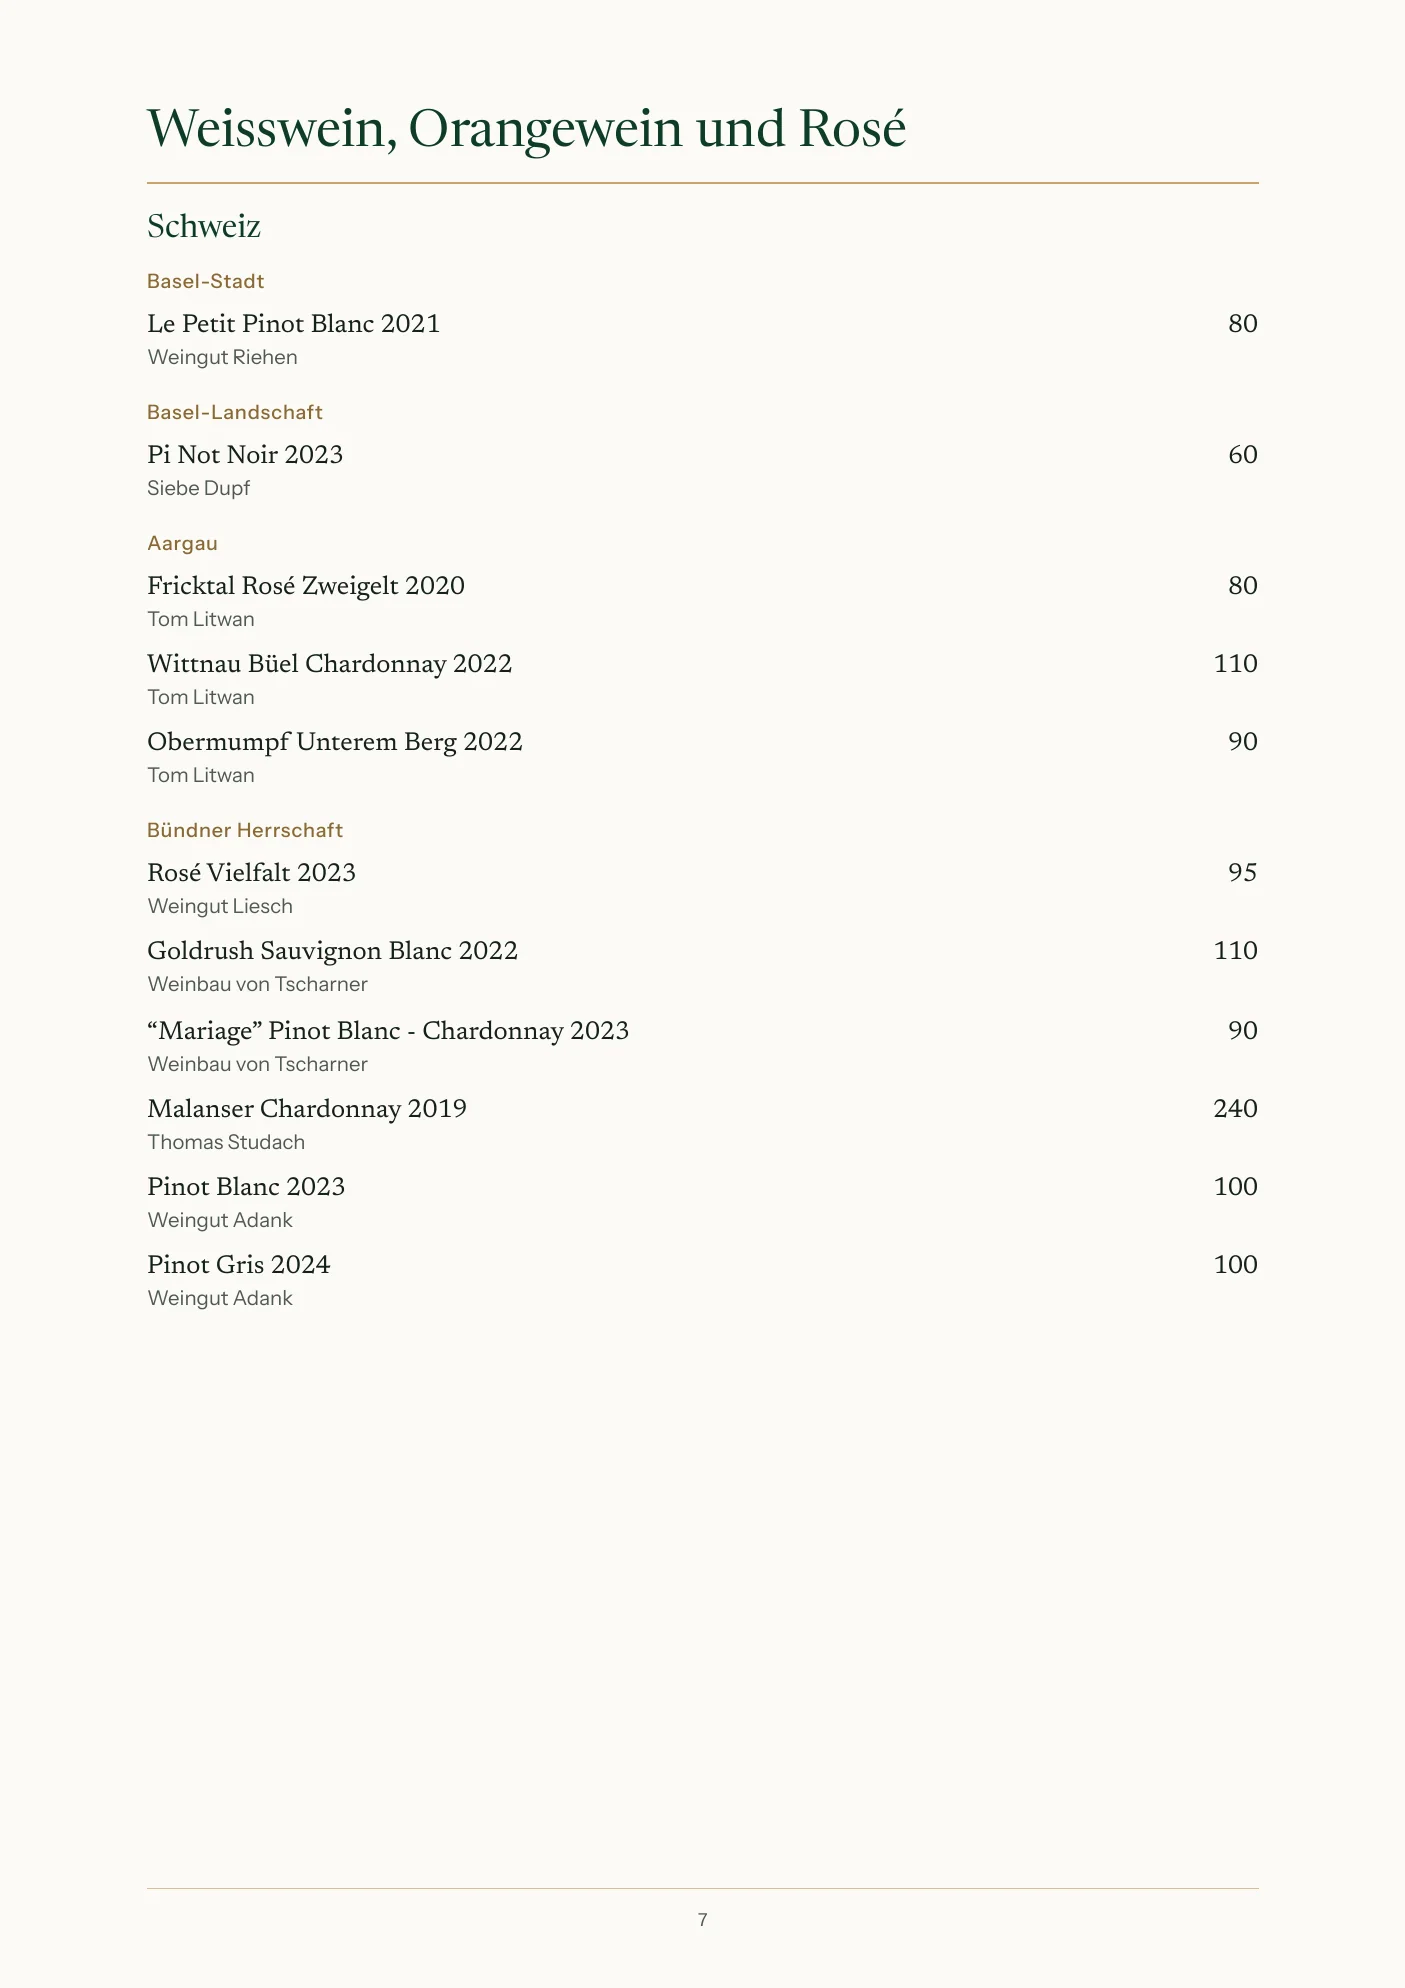 Weisswein, Orangewein und Rosé
Schweiz
Basel-Stadt
Le Petit Pinot Blanc 2021 80
Weingut Riehen
Basel-Landschaft
Pi Not Noir 2023 60
Siebe Dupf
Aargau
Fricktal Rosé Zweigelt 2020 80
Tom Litwan
Wittnau Büel Chardonnay 2022 110
Tom Litwan
Obermumpf Unterem Berg 2022 90
Tom Litwan
Bündner Herrschaft
Rosé Vielfalt 2023 95
Weingut Liesch
Goldrush Sauvignon Blanc 2022 110
Weinbau von Tscharner
“Mariage” Pinot Blanc - Chardonnay 2023 90
Weinbau von Tscharner
Malanser Chardonnay 2019 240
Thomas Studach
Pinot Blanc 2023 100
Weingut Adank
Pinot Gris 2024 100
Weingut Adank
7